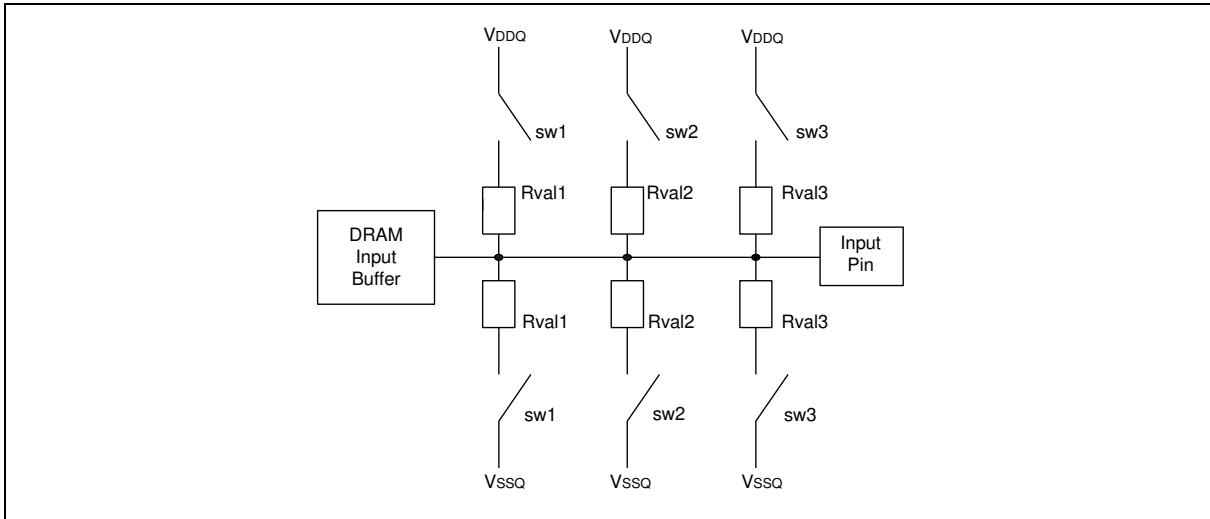 VDDQ VDDQ VDDQ
sw1 sw2 sw3
Rval1 Rval2 Rval3
DRAM
Input
Buffer
Input
Pin
Rval1 Rval2 Rval3
sw1 sw2 sw3
VSSQ VSSQ VSSQ